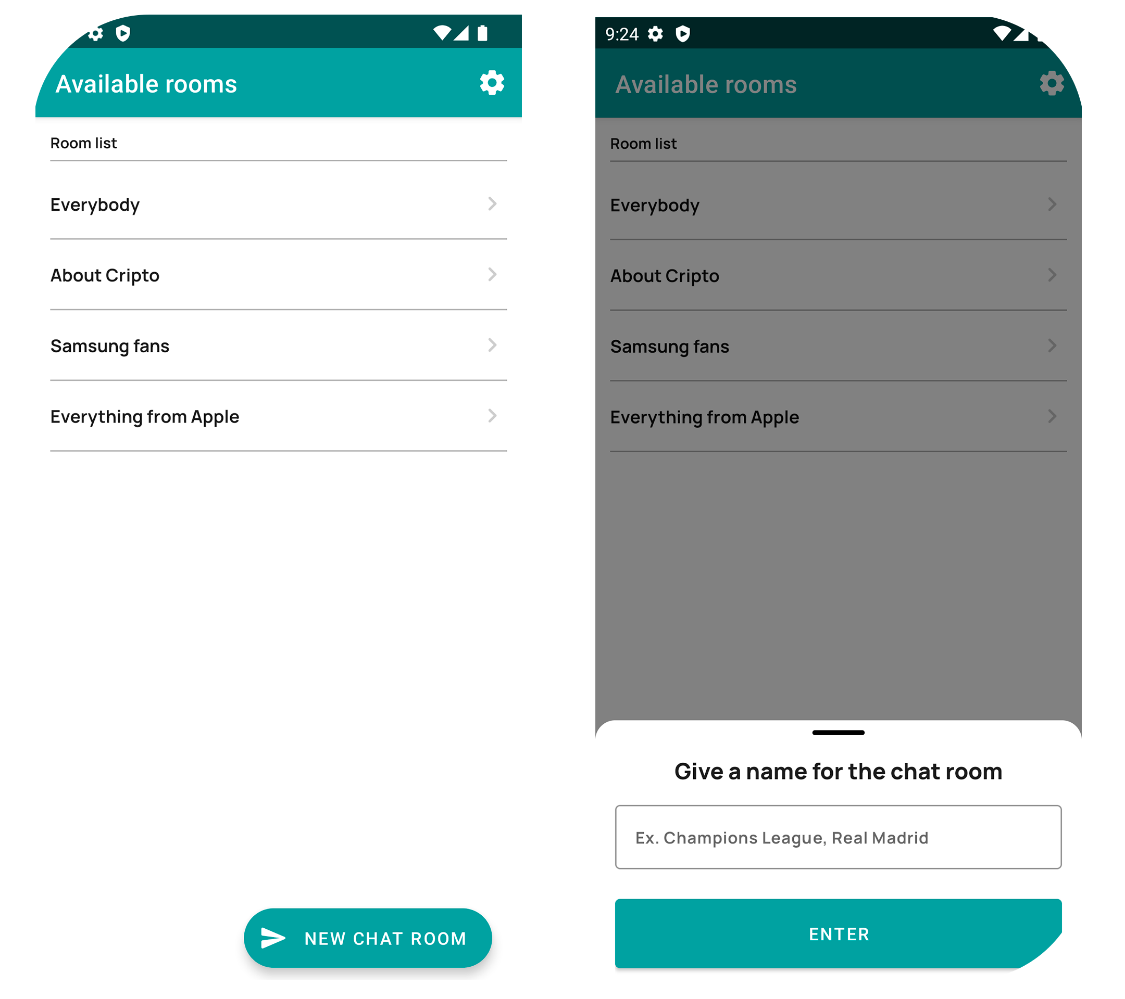 Available rooms
Room list
Everybody
About Cripto
Samsung fans
Everything from Apple
NEW CHAT ROOM
9:24
Available rooms
Room list
Everybody
About Cripto
Samsung fans
Everything from Apple
Give a name for the chat room
Ex. Champions League, Real Madrid
ENTER